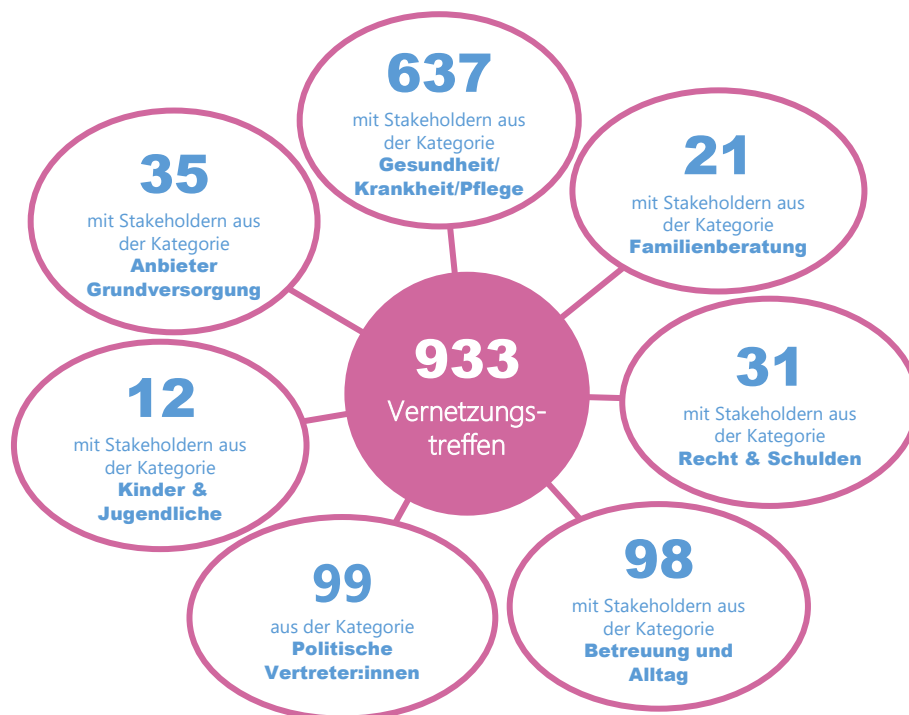 637
mit Stakeholdern aus
der Kategorie
Gesundheit/
Krankheit/Pflege
21
mit Stakeholdern aus
der Kategorie
Familienberatung
31
mit Stakeholdern aus
der Kategorie
Recht & Schulden
98
mit Stakeholdern aus
der Kategorie
Betreuung und
Alltag
99
aus der Kategorie
Politische
Vertreter:innen
12
mit Stakeholdern aus
der Kategorie
Kinder &
Jugendliche
35
mit Stakeholdern aus
der Kategorie
Anbieter
Grundversorgung
933
Vernetzungs-
treffen